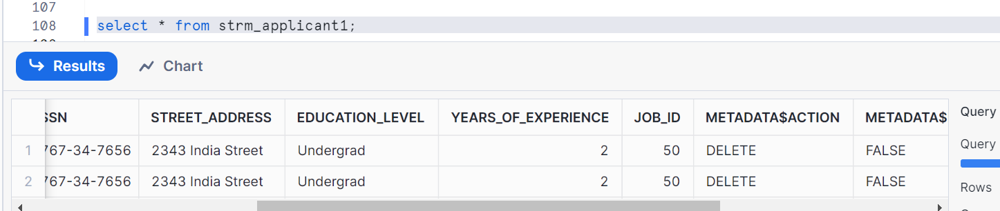 107
108 select * from strm_applicant1;
Results Chart
SSN STREET_ADDRESS EDUCATION_LEVEL YEARS_OF_EXPERIENCE JOB_ID METADATA$ACTION METADATA$ Query
1 767-34-7656 2343 India Street Undergrad 2 50 DELETE FALSE Query
2 767-34-7656 2343 India Street Undergrad 2 50 DELETE FALSE
Rows